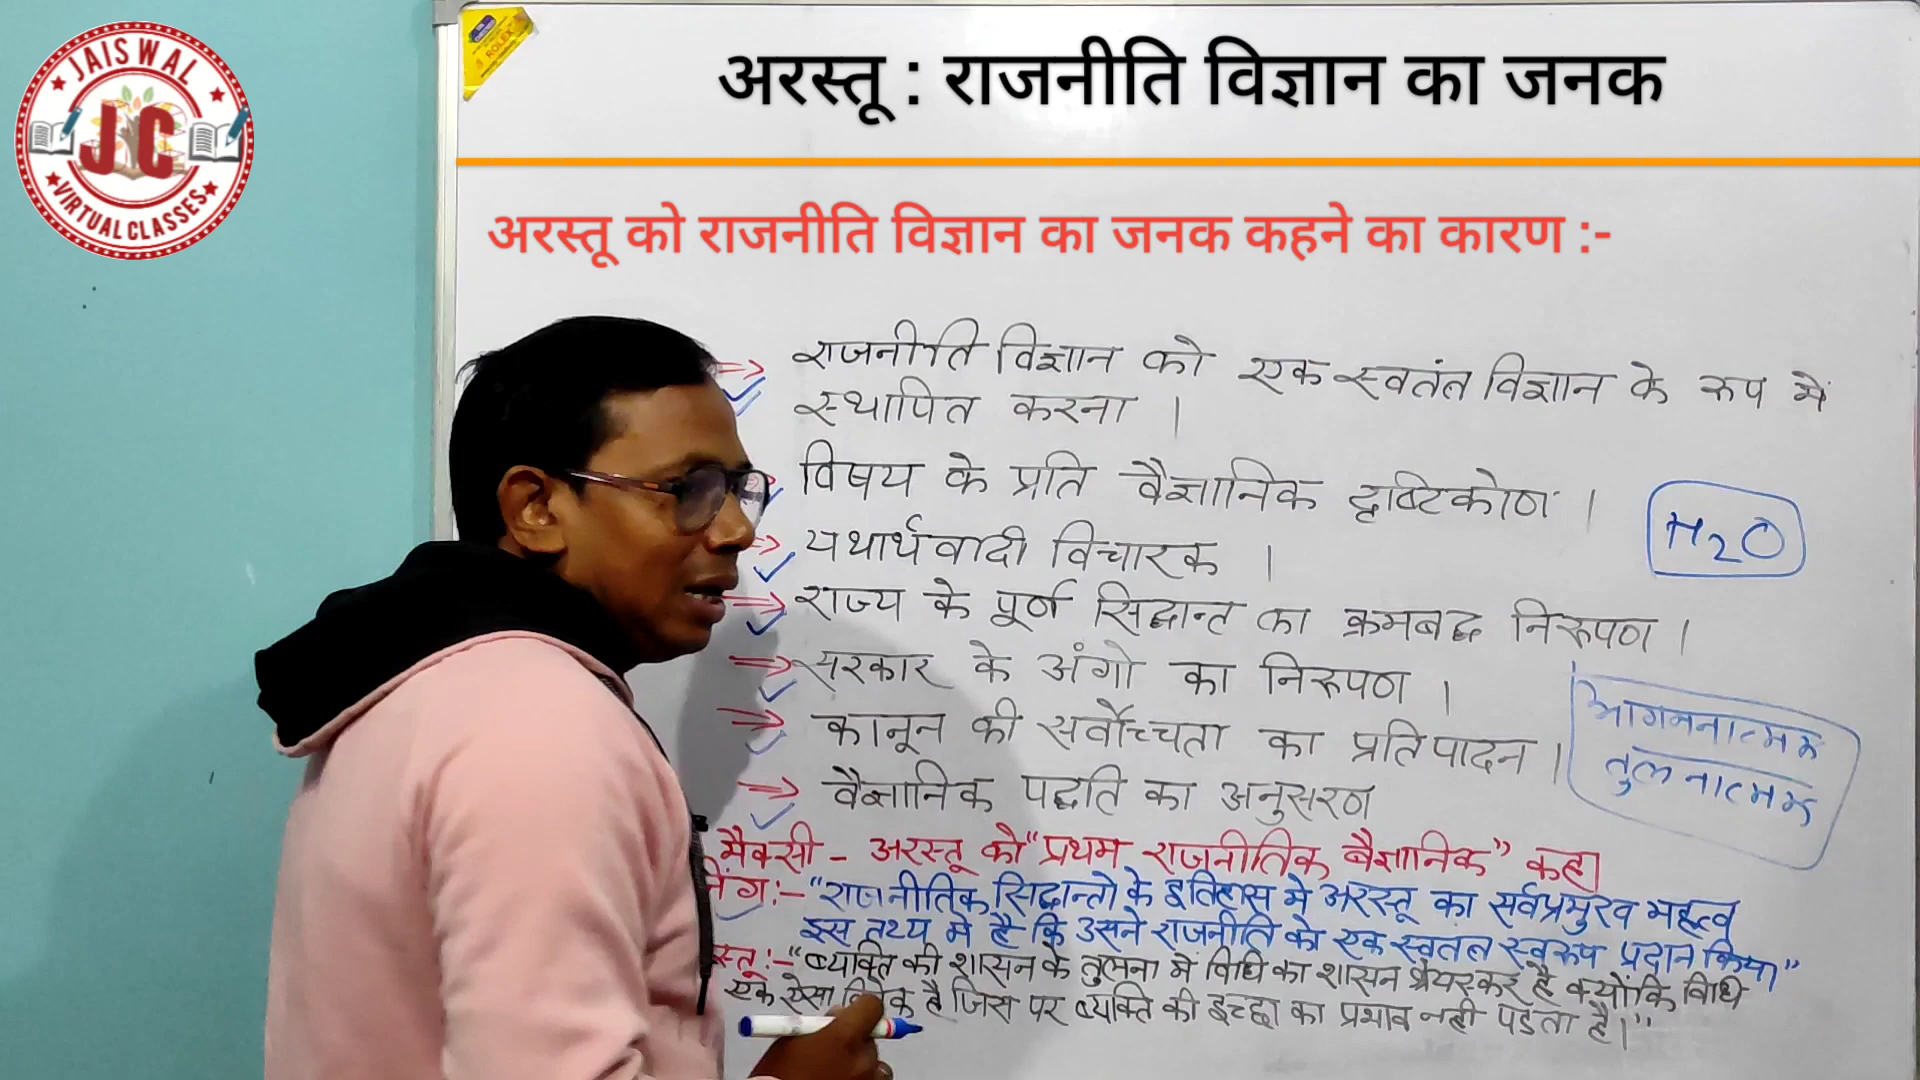 JAISWAL
JC
VIRTUAL CLASSES
ROLEX
अरस्तू : राजनीति विज्ञान का जनक
अरस्तू को राजनीति विज्ञान का जनक कहने का कारण :-
राजनीति विज्ञान को एक स्वतंत्र विज्ञान के रूप में
स्थापित करना ।
विषय के प्रति वैज्ञानिक दृष्टिकोण ।
H2O
यथार्थवादी विचारक ।
राज्य के पूर्ण सिद्धान्त का क्रमबद्ध निरूपण ।
सरकार के अंगो का निरूपण ।
कानून की सर्वोच्चता का प्रतिपादन ।
आगमनात्मक
तुलनात्मक
वैज्ञानिक पद्धति का अनुसरण
मैक्सी - अरस्तू को "प्रथम राजनीतिक वैज्ञानिक" कहा
:- "राजनीतिक सिद्धान्तो के इतिहास मे अरस्तू का सर्वप्रमुख महत्व
इस तथ्य मे है कि उसने राजनीति को एक स्वतंत्र स्वरूप प्रदान किया"
स्तू :- "व्यक्ति की शासन के तुलना में विधि का शासन श्रेयस्कर है क्योंकि विधि
एक ऐसा विवेक है जिस पर व्यक्ति की इच्छा का प्रभाव नही पड़ता है।"